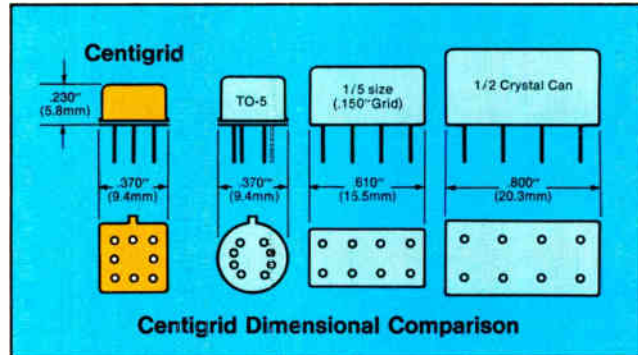 Centigrid
.230"
(5.8mm)
TO-5
1/5 size
(.150"Grid)
1/2 Crystal Can
.370"
(9.4mm)
.370"
(9.4mm)
.610"
(15.5mm)
.800"
(20.3mm)
Centigrid Dimensional Comparison